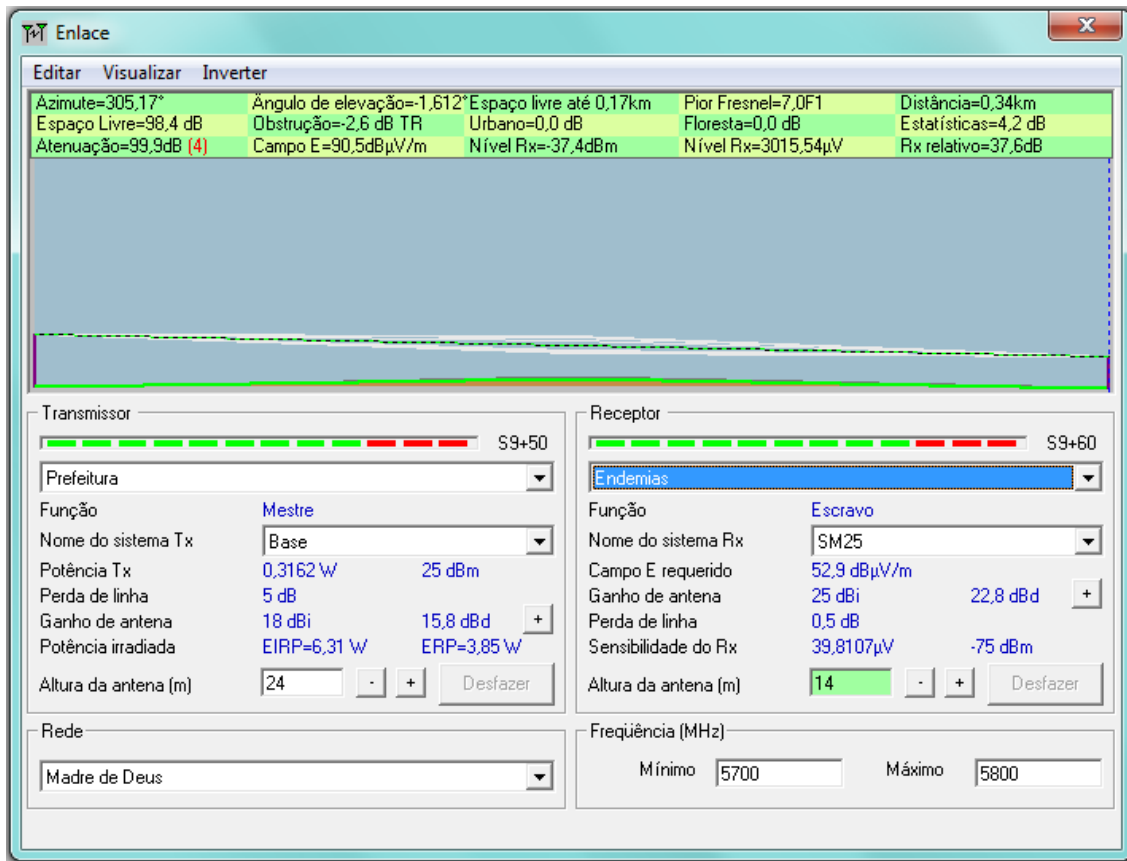 Enlace
Editar Visualizar Inverter
Azimute=305,17° Ângulo de elevação=-1,612° Espaço livre até 0,17km Pior Fresnel=7,0F1 Distância=0,34km
Espaço Livre=98,4 dB Obstrução=-2,6 dB TR Urbano=0,0 dB Floresta=0,0 dB Estatísticas=4,2 dB
Atenuação=99,9dB (4) Campo E=90,5dBµV/m Nível Rx=-37,4dBm Nível Rx=3015,54µV Rx relativo=37,6dB
Transmissor
S9+50
Prefeitura
Função Mestre
Nome do sistema Tx Base
Potência Tx 0,3162 W 25 dBm
Perda de linha 5 dB
Ganho de antena 18 dBi 15,8 dBd +
Potência irradiada EIRP=6,31 W ERP=3,85 W
Altura da antena (m) 24 - + Desfazer
Rede
Madre de Deus
Receptor
S9+60
Endemias
Função Escravo
Nome do sistema Rx SM25
Campo E requerido 52,9 dBµV/m
Ganho de antena 25 dBi 22,8 dBd +
Perda de linha 0,5 dB
Sensibilidade do Rx 39,8107µV -75 dBm
Altura da antena (m) 14 - + Desfazer
Freqüência (MHz)
Mínimo 5700 Máximo 5800